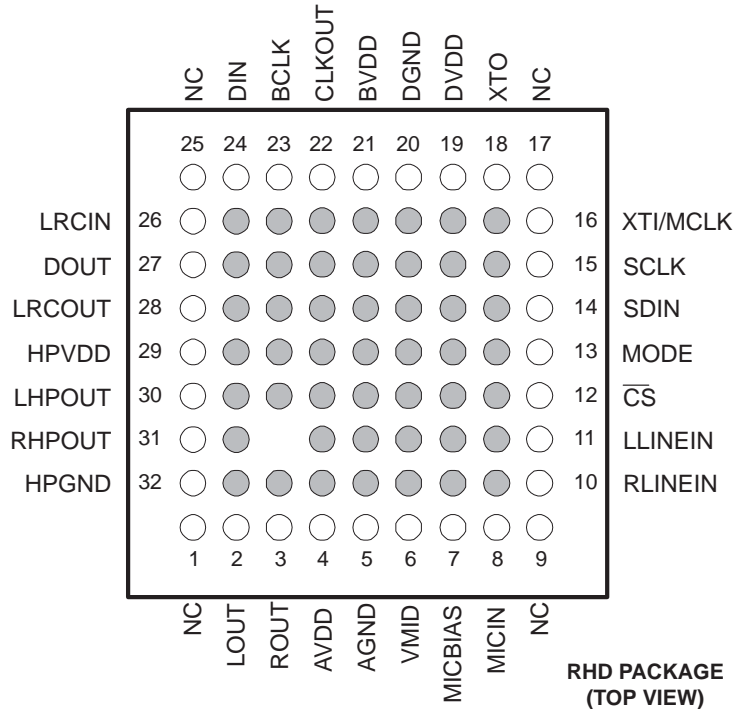 NC DIN BCLK CLKOUT BVDD DGND DVDD XTO NC
25 24 23 22 21 20 19 18 17
LRCIN 26 16 XTI/MCLK
DOUT 27 15 SCLK
LRCOUT 28 14 SDIN
HPVDD 29 13 MODE
LHPOUT 30 12 C̅S̅
RHPOUT 31 11 LLINEIN
HPGND 32 10 RLINEIN
1 2 3 4 5 6 7 8 9
NC LOUT ROUT AVDD AGND VMID MICBIAS MICIN NC
RHD PACKAGE
(TOP VIEW)